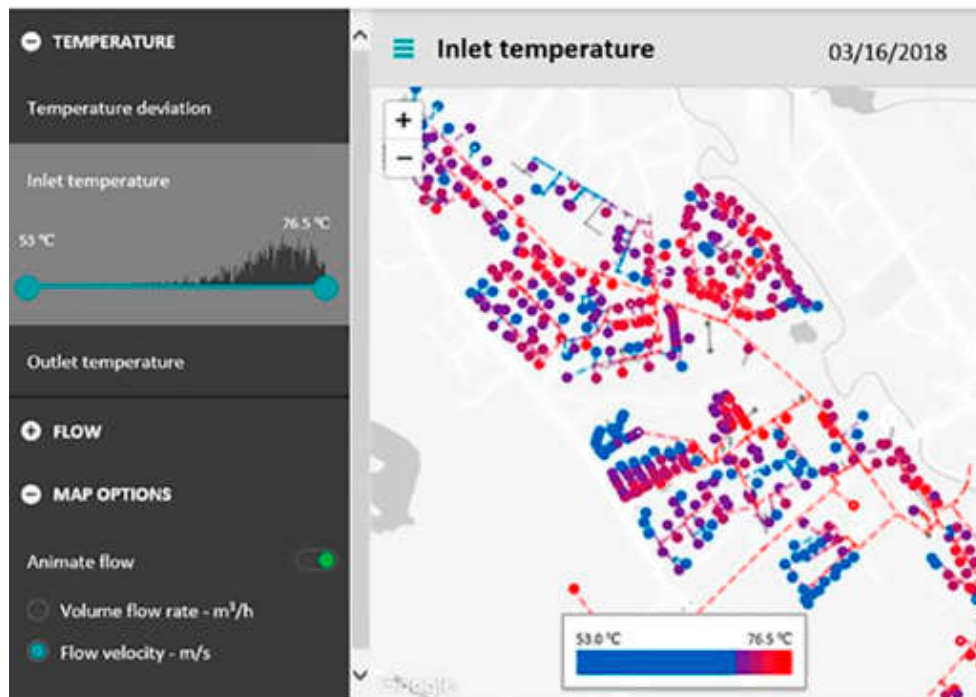 TEMPERATURE
Temperature deviation
Inlet temperature
53 °C
76.5 °C
Outlet temperature
FLOW
MAP OPTIONS
Animate flow
Volume flow rate - m³/h
Flow velocity - m/s
Inlet temperature
03/16/2018
+
−
53.0 °C
76.5 °C
Google